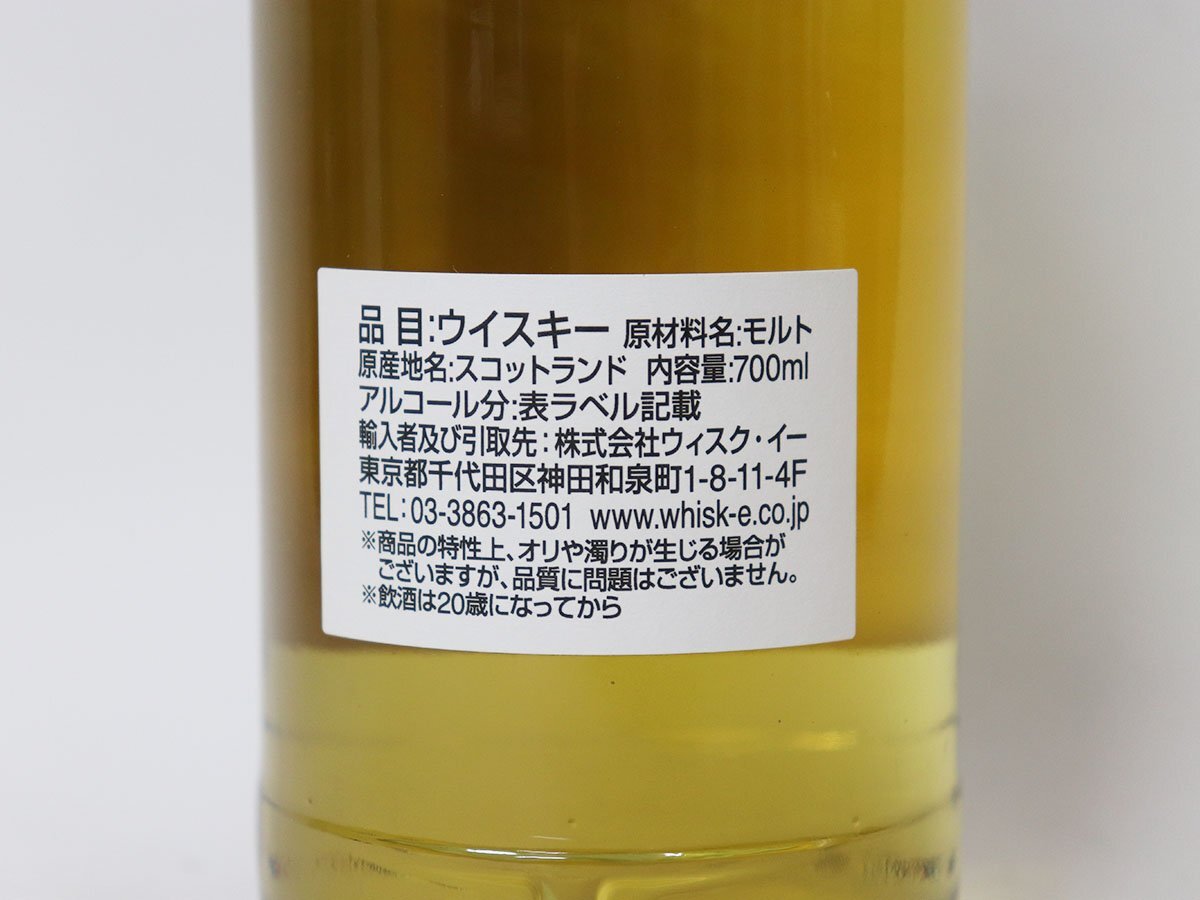 品 目:ウイスキー 原材料名:モルト
原産地名:スコットランド 内容量:700ml
アルコール分:表ラベル記載
輸入者及び引取先:株式会社ウィスク・イー
東京都千代田区神田和泉町1-8-11-4F
TEL:03-3863-1501 www.whisk-e.co.jp
※商品の特性上、オリや濁りが生じる場合が
ございますが、品質に問題はございません。
※飲酒は20歳になってから